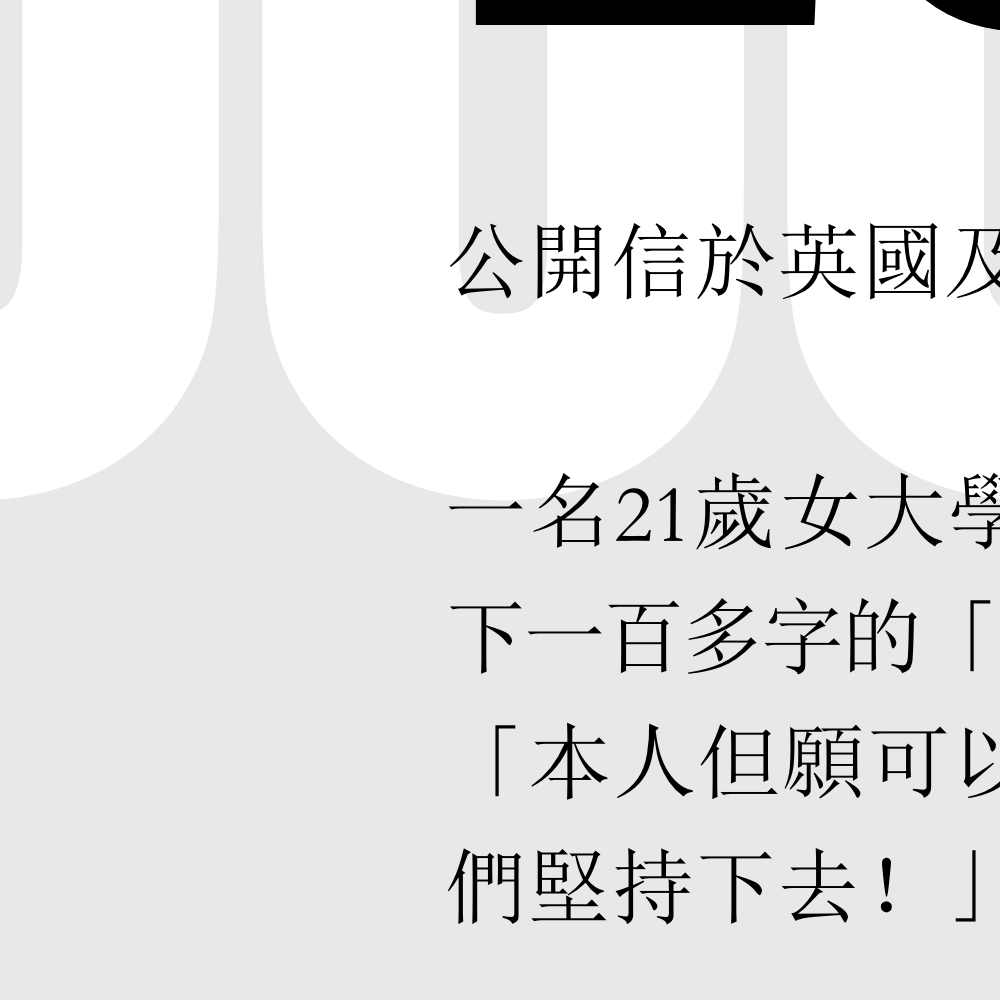 公開信於英國及
一名21歲女大學
下一百多字的「
「本人但願可以
們堅持下去！」